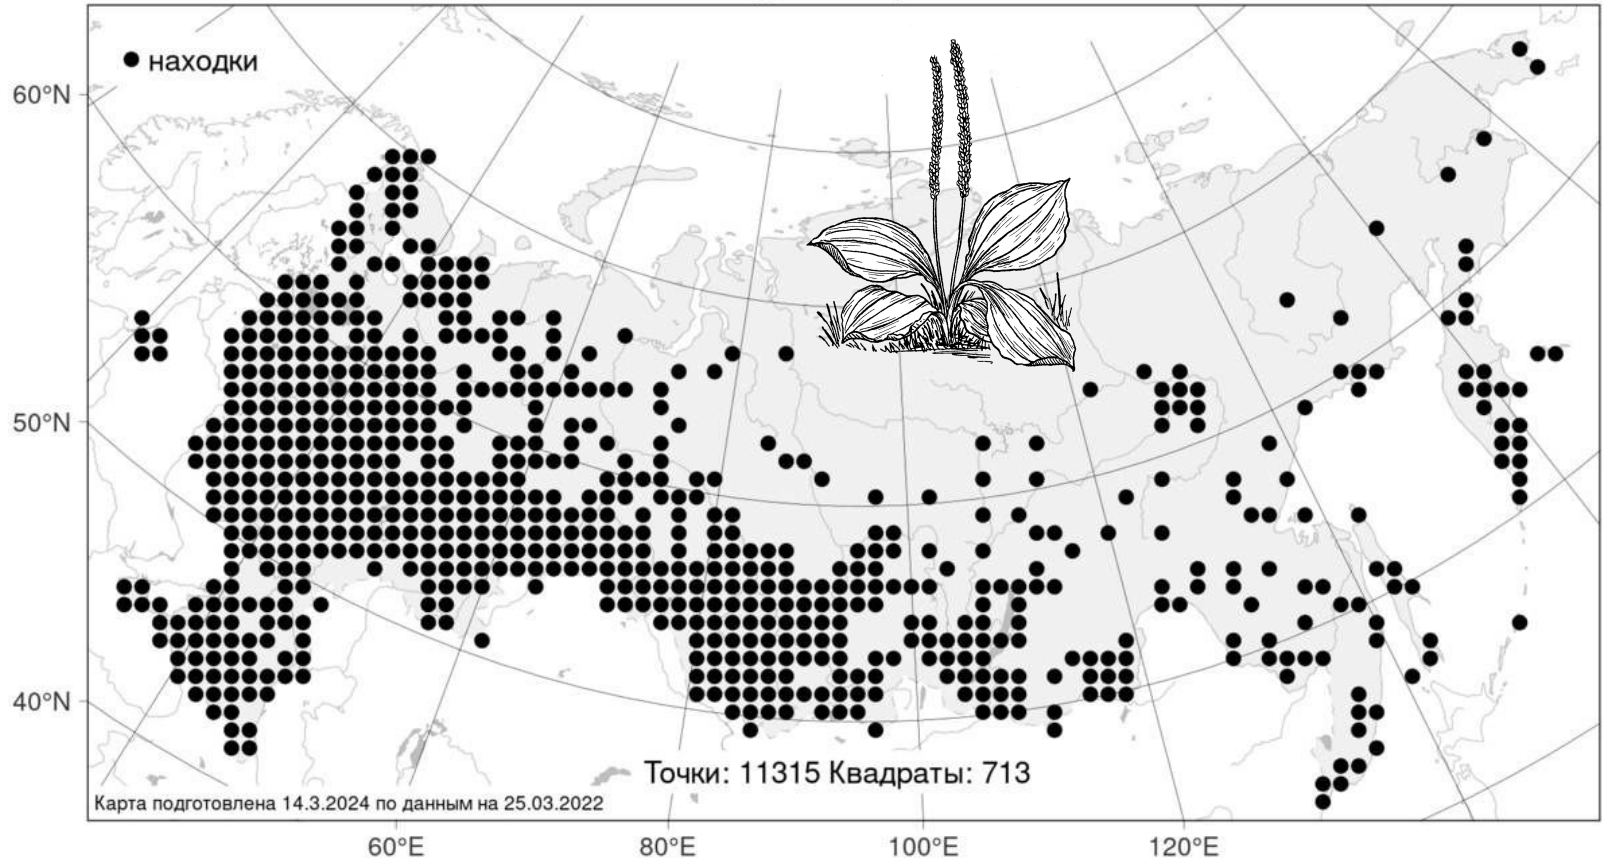 находки
60°N
50°N
40°N
Точки: 11315 Квадраты: 713
Карта подготовлена 14.3.2024 по данным на 25.03.2022
60°E
80°E
100°E
120°E